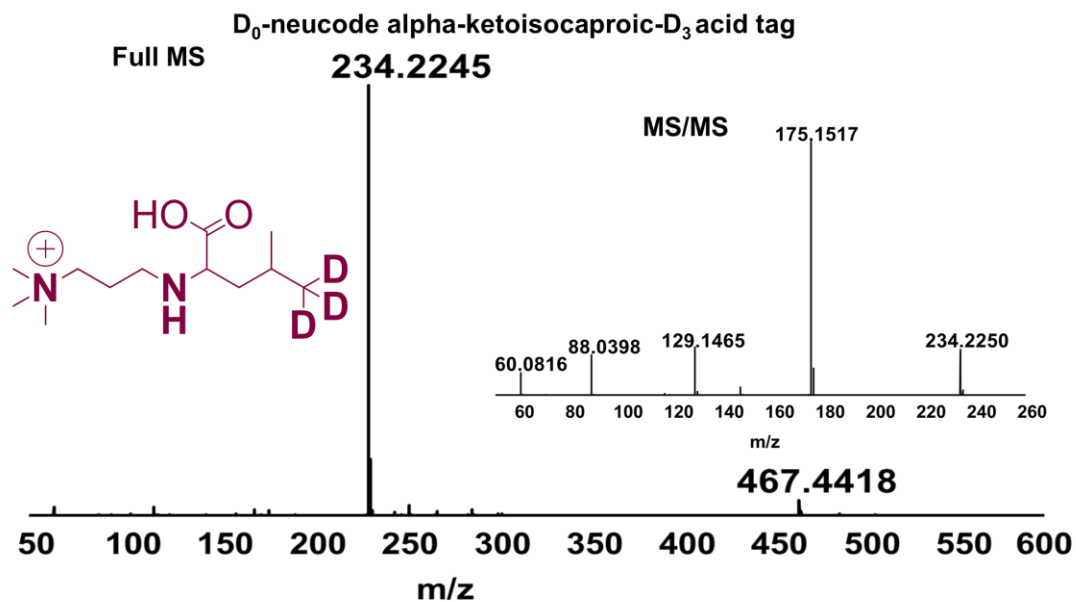 D₀-neucode alpha-ketoisocaproic-D₃ acid tag
Full MS
234.2245
MS/MS
175.1517
HO O
⊕
N
N
H
D
D
D
60.0816
88.0398
129.1465
234.2250
60 80 100 120 140 160 180 200 220 240 260
m/z
467.4418
50 100 150 200 250 300 350 400 450 500 550 600
m/z